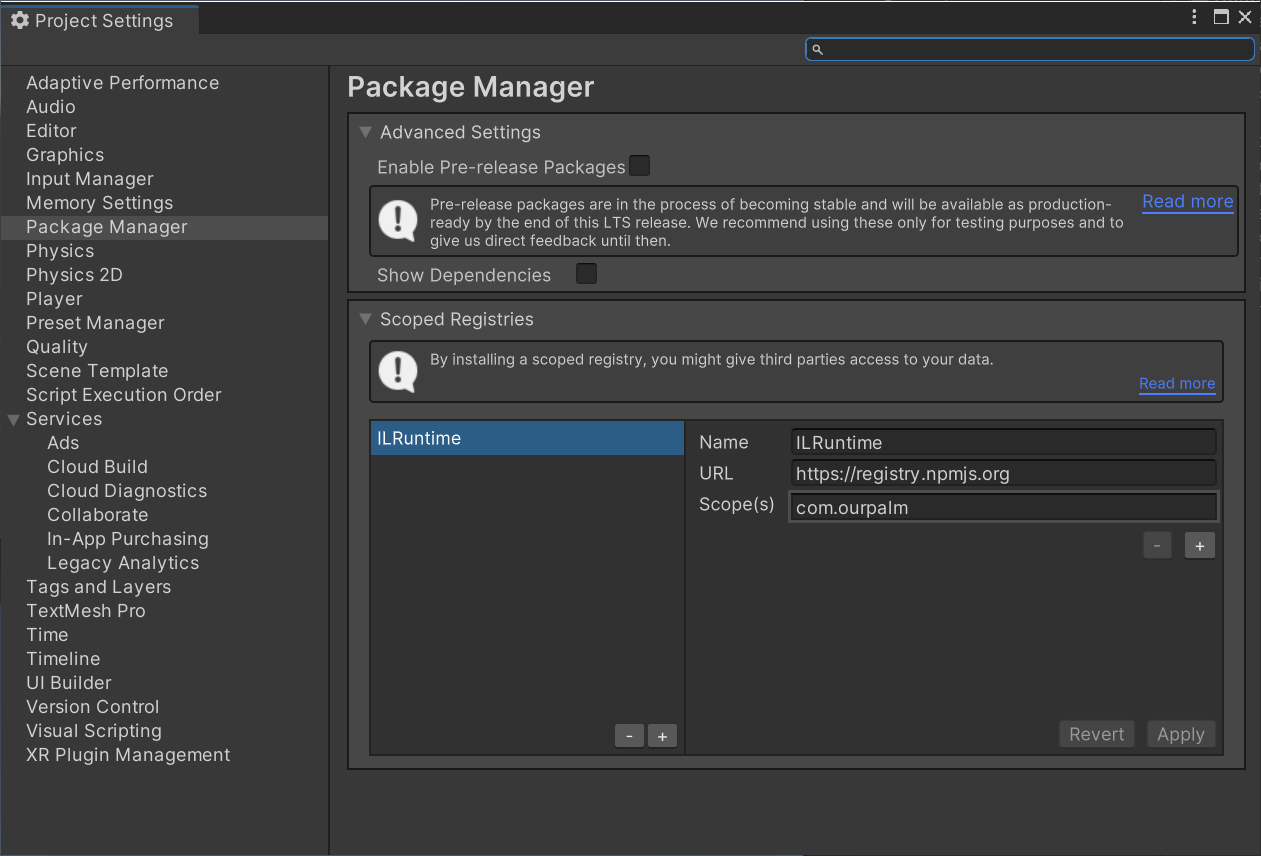 Project Settings
Adaptive Performance
Audio
Editor
Graphics
Input Manager
Memory Settings
Package Manager
Physics
Physics 2D
Player
Preset Manager
Quality
Scene Template
Script Execution Order
Services
Ads
Cloud Build
Cloud Diagnostics
Collaborate
In-App Purchasing
Legacy Analytics
Tags and Layers
TextMesh Pro
Time
Timeline
UI Builder
Version Control
Visual Scripting
XR Plugin Management
Package Manager
Advanced Settings
Enable Pre-release Packages
Pre-release packages are in the process of becoming stable and will be available as production-
ready by the end of this LTS release. We recommend using these only for testing purposes and to
give us direct feedback until then.
Read more
Show Dependencies
Scoped Registries
By installing a scoped registry, you might give third parties access to your data.
Read more
ILRuntime
Name ILRuntime
URL https://registry.npmjs.org
Scope(s) com.ourpalm
- +
- +
Revert Apply